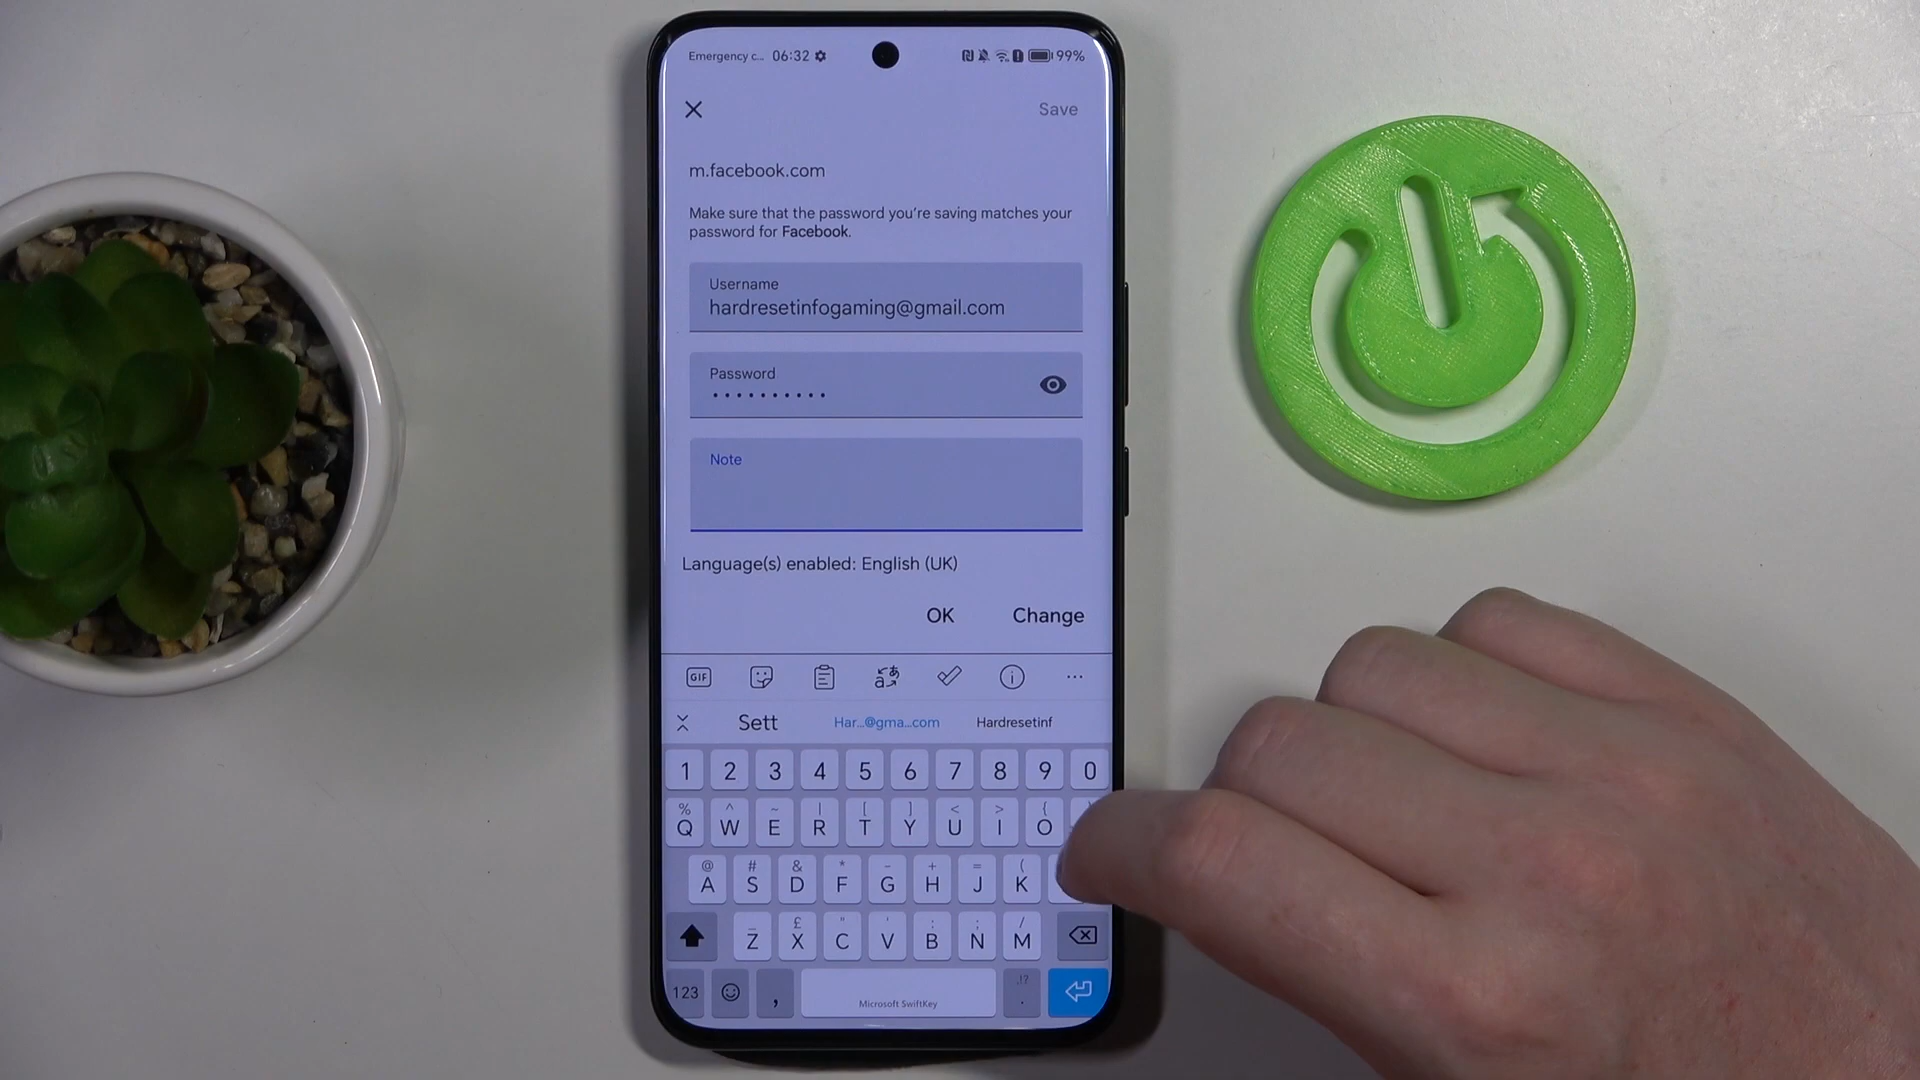 Emergency c... 06:32 99%
Save
m.facebook.com
Make sure that the password you're saving matches your
password for Facebook.
Username
hardresetinfogaming@gmail.com
Password
••••••••••
Note
Language(s) enabled: English (UK)
OK Change
GIF
Sett Har...@gma...com Hardresetinf
1 2 3 4 5 6 7 8 9 0
% ^ ~ | [ ] < > {
Q W E R T Y U I O
@ # & * - + = (
A S D F G H J K
_ £ " ' : ; /
Z X C V B N M
123 , !? .
Microsoft SwiftKey